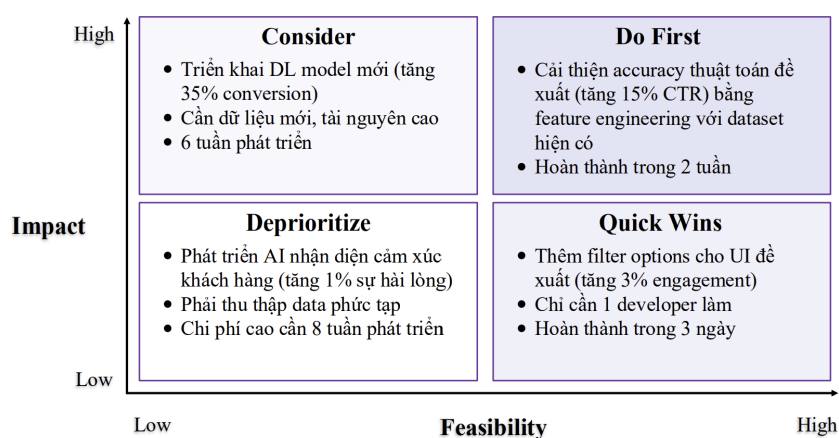 High
Consider
• Triển khai DL model mới (tăng
35% conversion)
• Cần dữ liệu mới, tài nguyên cao
• 6 tuần phát triển
Do First
• Cải thiện accuracy thuật toán đề
xuất (tăng 15% CTR) bằng
feature engineering với dataset
hiện có
• Hoàn thành trong 2 tuần
Impact
Deprioritize
• Phát triển AI nhận diện cảm xúc
khách hàng (tăng 1% sự hài lòng)
• Phải thu thập data phức tạp
• Chi phí cao cần 8 tuần phát triển
Quick Wins
• Thêm filter options cho UI đề
xuất (tăng 3% engagement)
• Chỉ cần 1 developer làm
• Hoàn thành trong 3 ngày
Low
Low
Feasibility
High